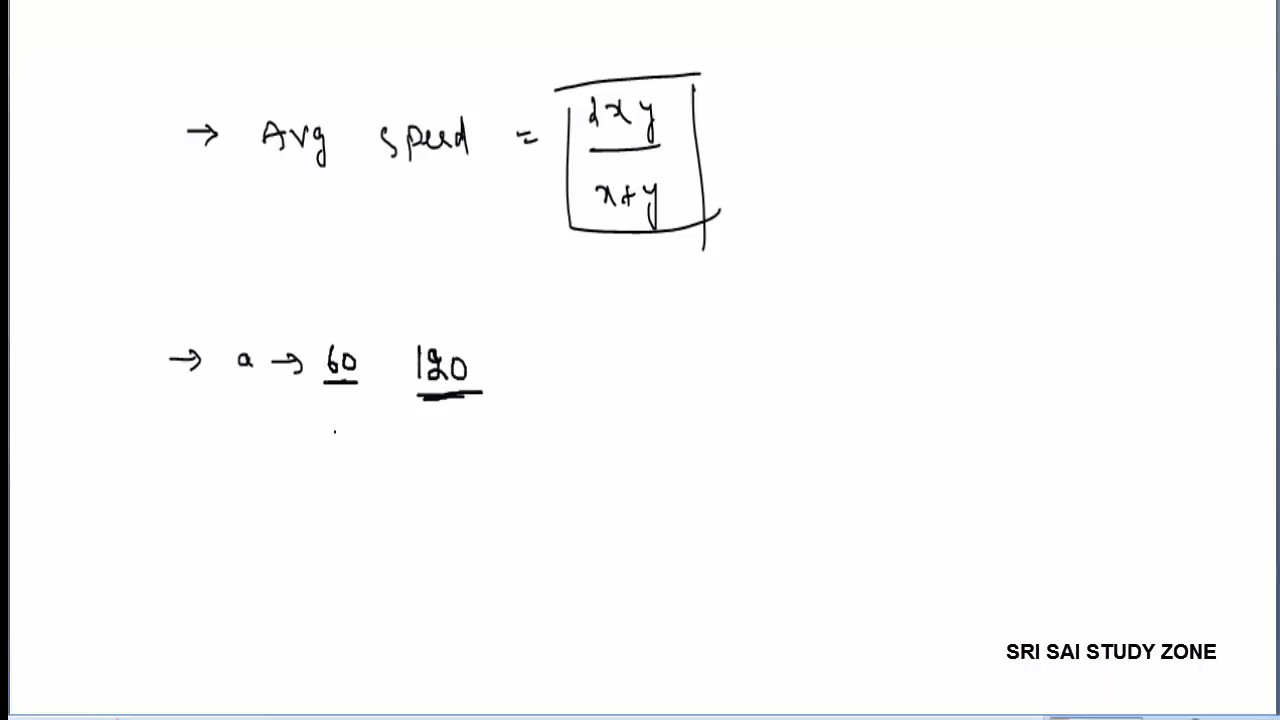 → Avg speed = 2xy / x+y
→ a → 60 120
SRI SAI STUDY ZONE